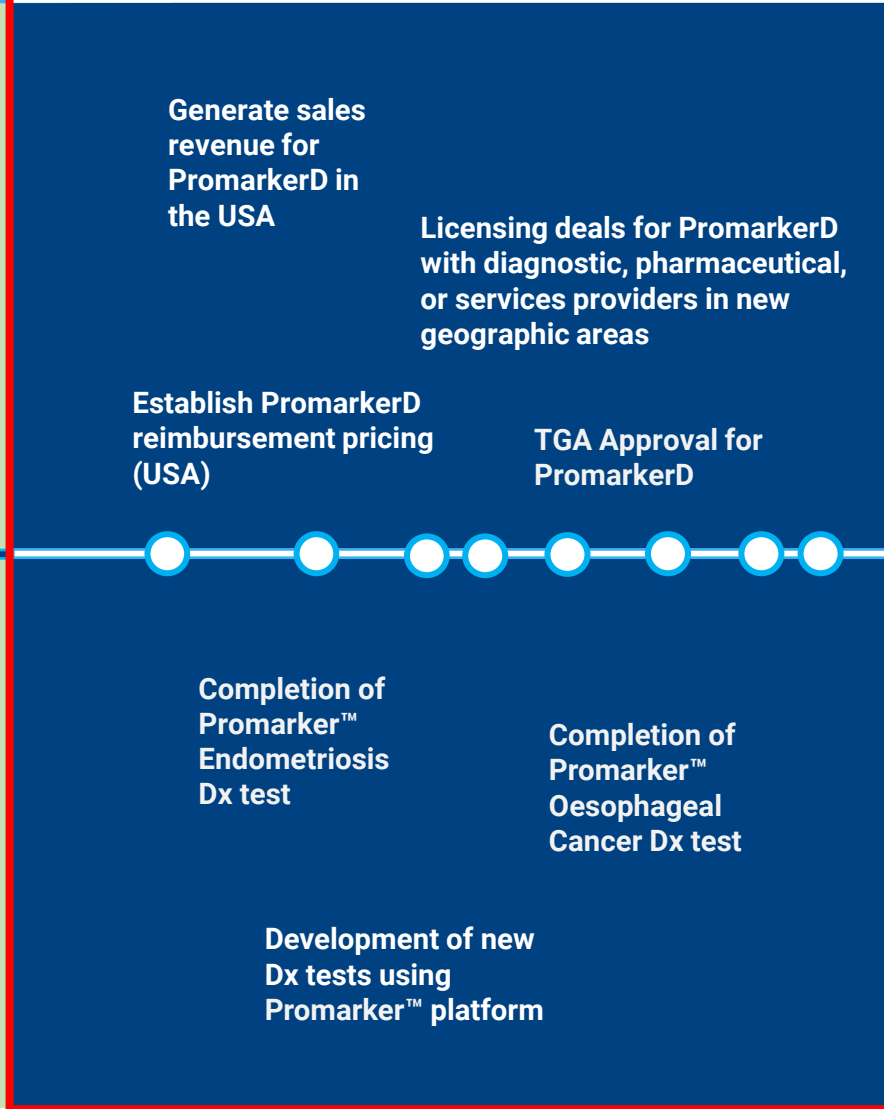 Generate sales
revenue for
PromarkerD in
the USA
Licensing deals for PromarkerD
with diagnostic, pharmaceutical,
or services providers in new
geographic areas
Establish PromarkerD
reimbursement pricing
(USA)
TGA Approval for
PromarkerD
Completion of
Promarker™
Endometriosis
Dx test
Completion of
Promarker™
Oesophageal
Cancer Dx test
Development of new
Dx tests using
Promarker™ platform